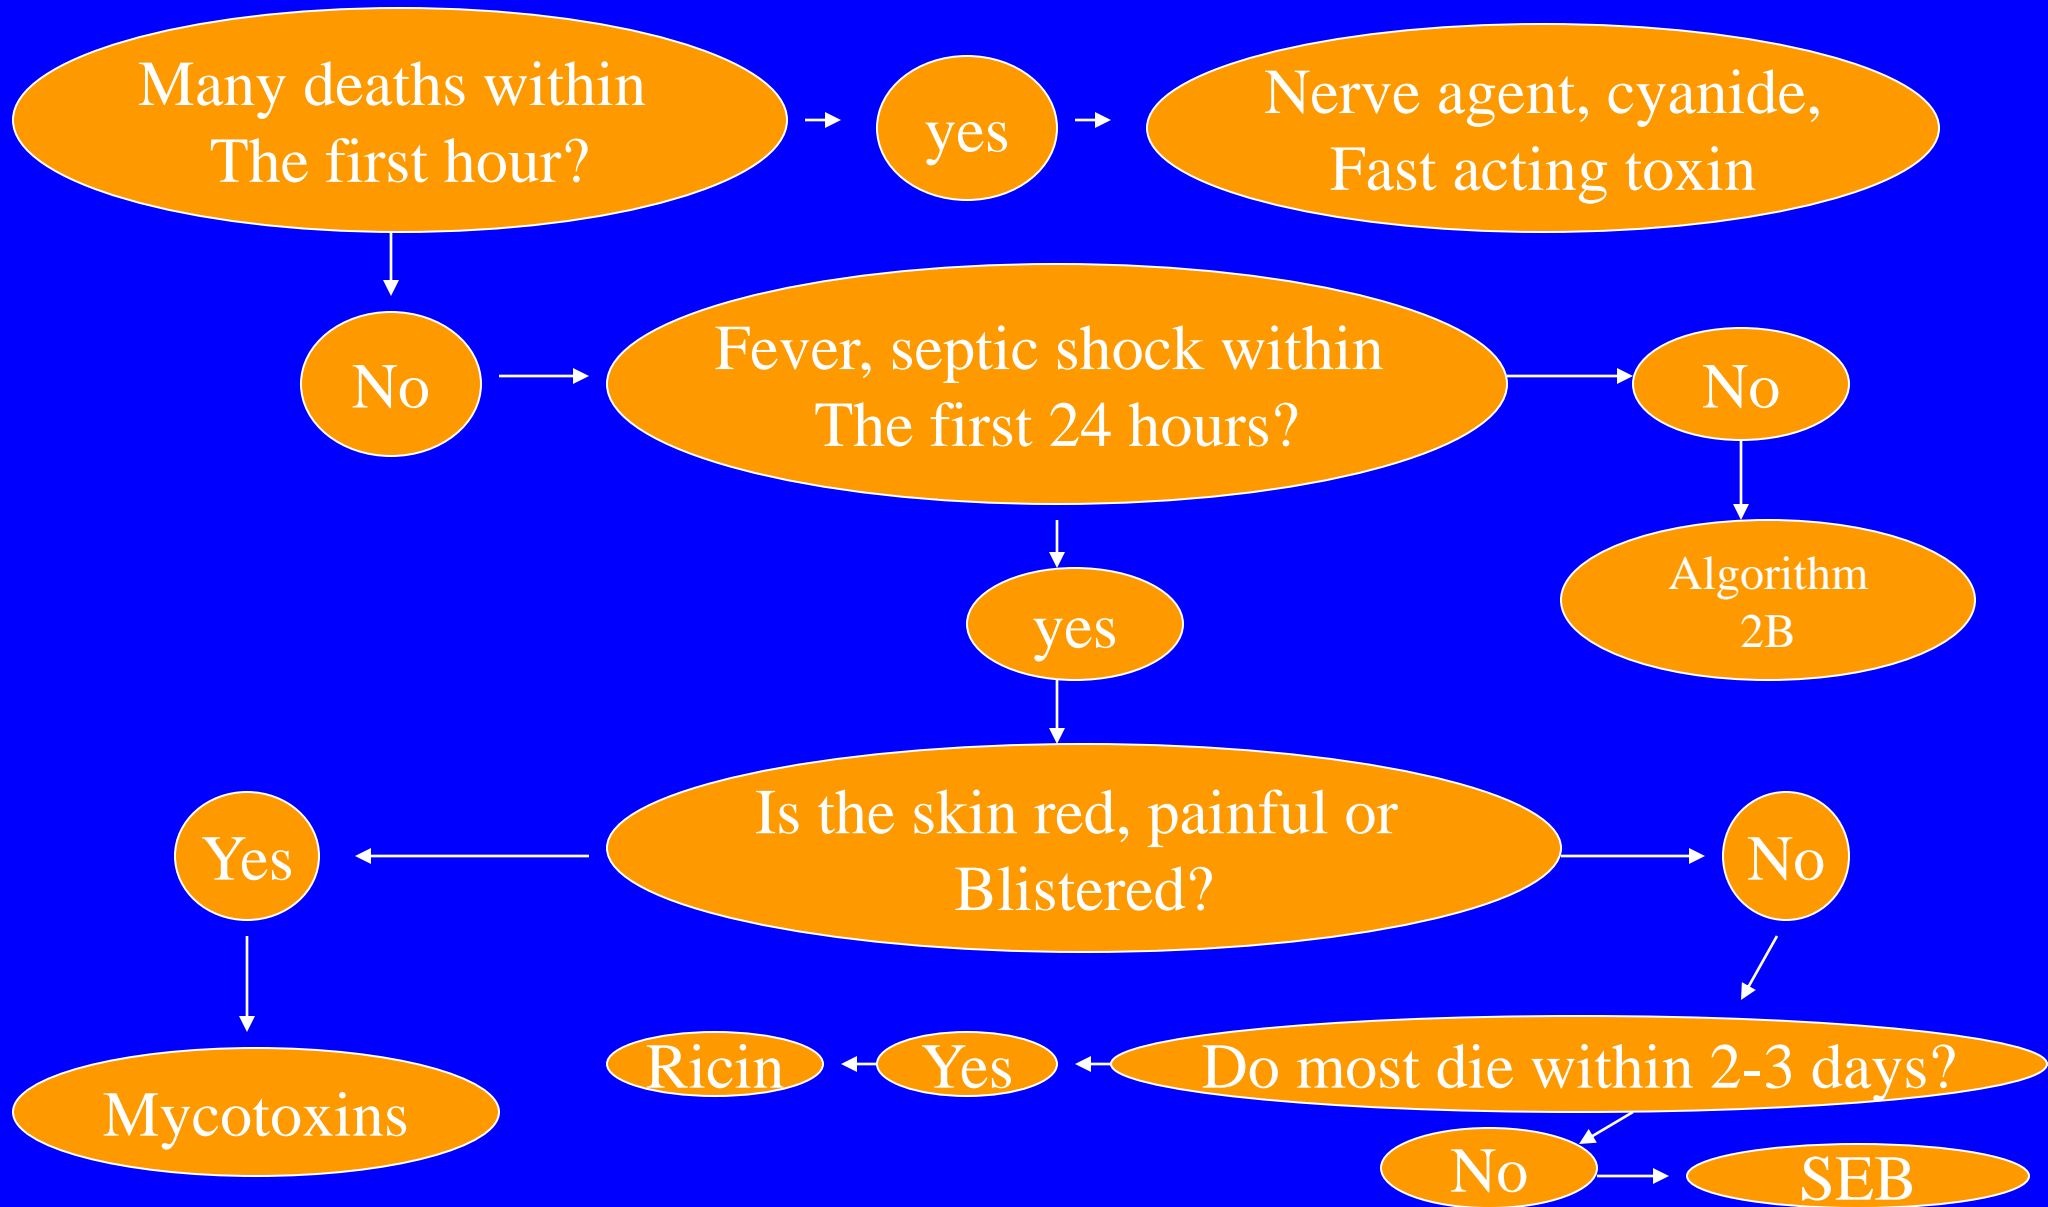 Many deaths within
The first hour?
yes
Nerve agent, cyanide,
Fast acting toxin
No
Fever, septic shock within
The first 24 hours?
No
Algorithm
2B
yes
Yes
Is the skin red, painful or
Blistered?
No
Mycotoxins
Ricin
Yes
Do most die within 2-3 days?
No
SEB